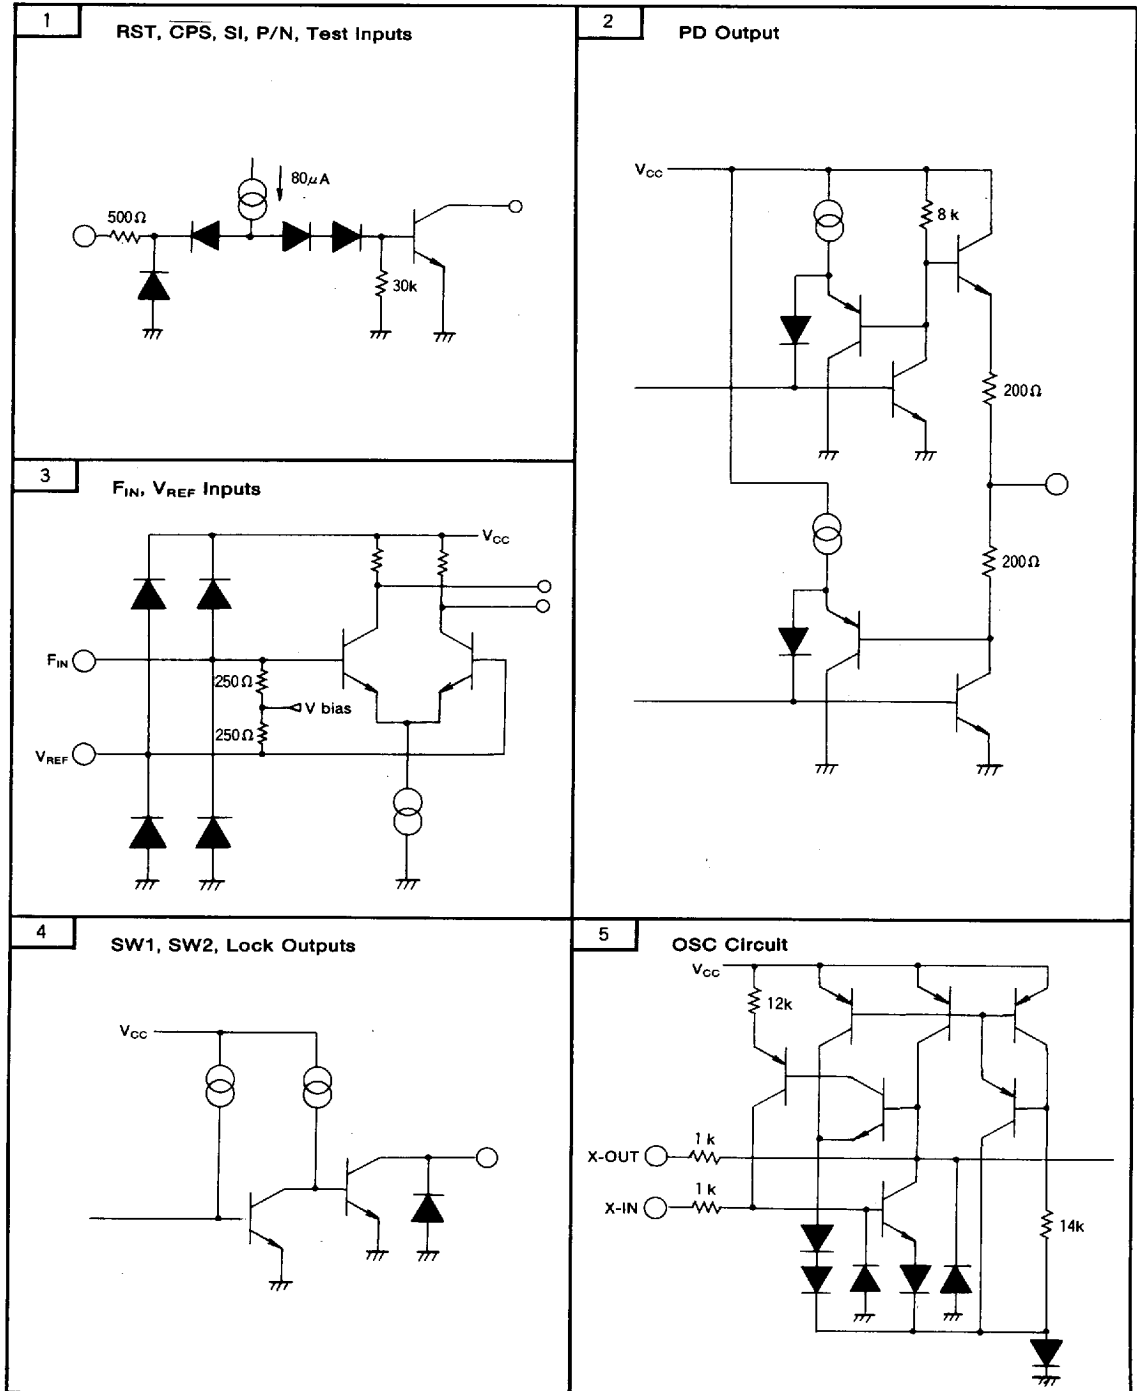 1
RST, C̅P̅S̅, SI, P/N, Test Inputs
500Ω
80μA
30k
2
PD Output
VCC
8 k
200Ω
200Ω
3
FIN, VREF Inputs
VCC
FIN
250Ω
V bias
250Ω
VREF
4
SW1, SW2, Lock Outputs
VCC
5
OSC Circuit
VCC
12k
X-OUT
1 k
X-IN
1 k
14k